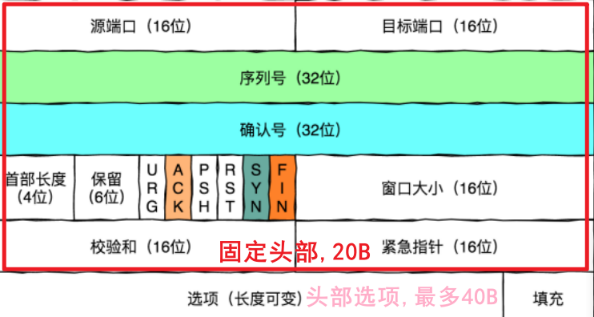 源端口（16位） 目标端口（16位）
序列号（32位）
确认号（32位）
首部长度（4位） 保留（6位） URG ACK PSH RST SYN FIN 窗口大小（16位）
校验和（16位） 固定头部,20B 紧急指针（16位）
选项（长度可变） 头部选项,最多40B 填充